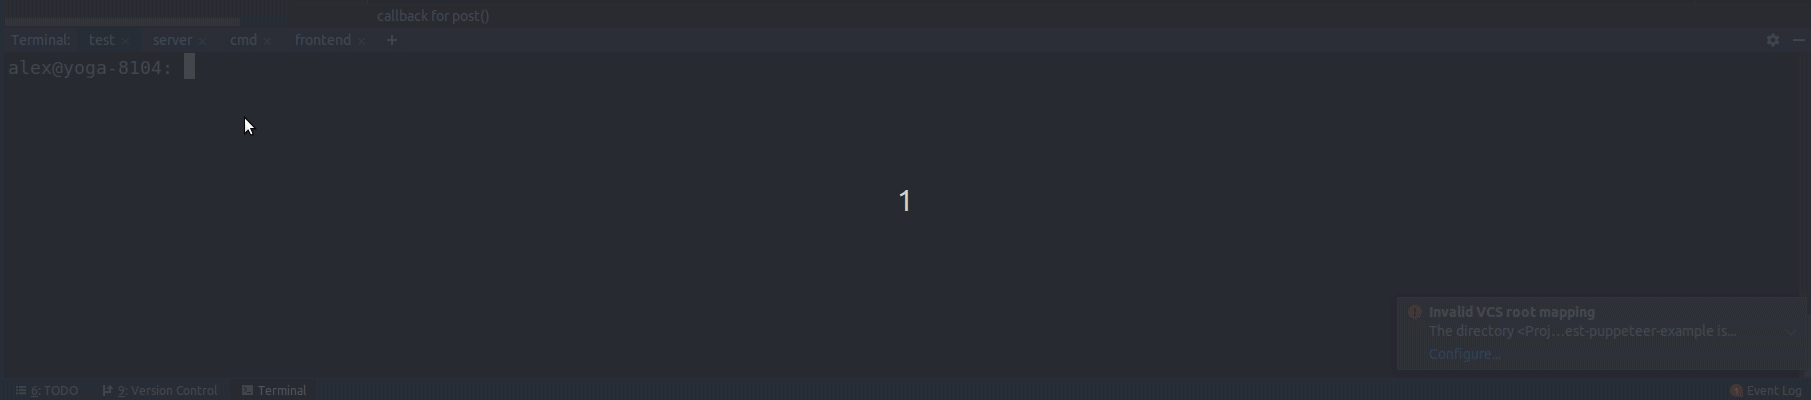 callback for post()
Terminal: test × server × cmd × frontend × +
alex@yoga-8104:
1
Invalid VCS root mapping
The directory <Proj...est-puppeteer-example is...
Configure...
6: TODO 9: Version Control Terminal Event Log